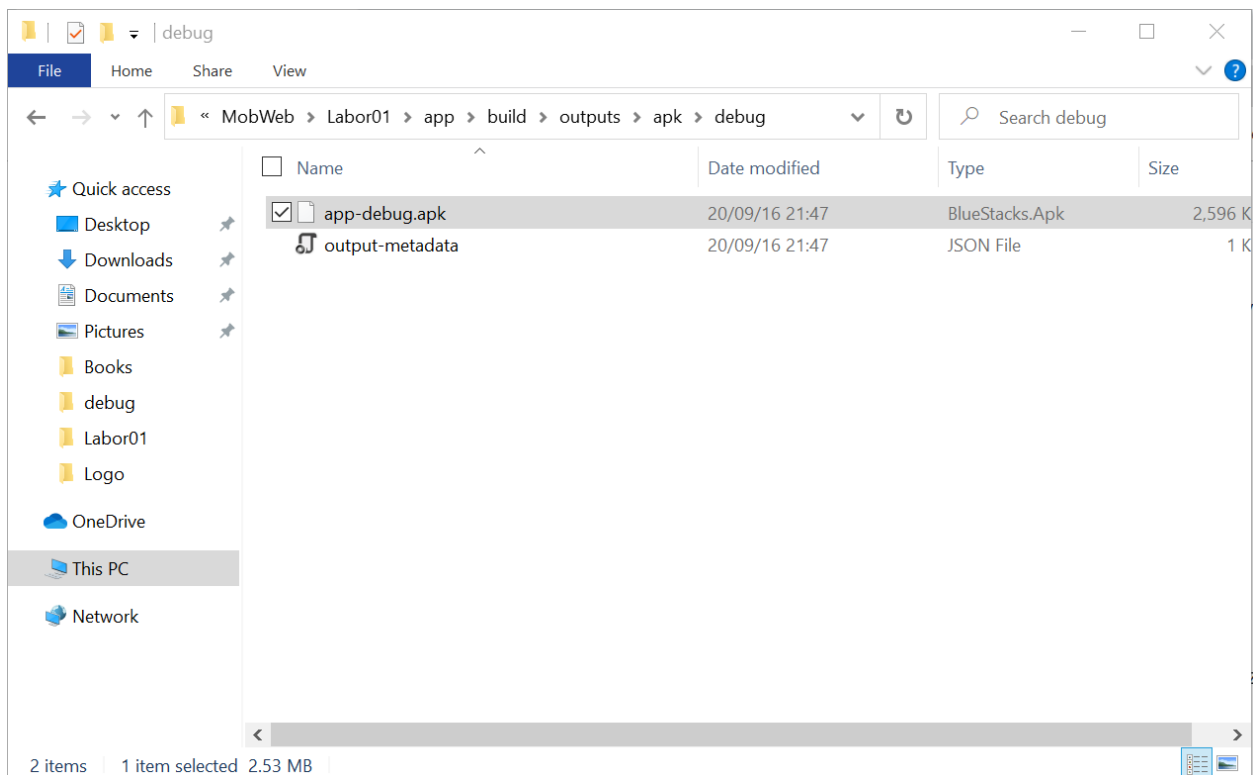 debug
File Home Share View
« MobWeb > Labor01 > app > build > outputs > apk > debug Search debug
Name Date modified Type Size
Quick access
Desktop
Downloads
Documents
Pictures
Books
debug
Labor01
Logo
OneDrive
This PC
Network
app-debug.apk 20/09/16 21:47 BlueStacks.Apk 2,596 K
output-metadata 20/09/16 21:47 JSON File 1 K
2 items 1 item selected 2.53 MB